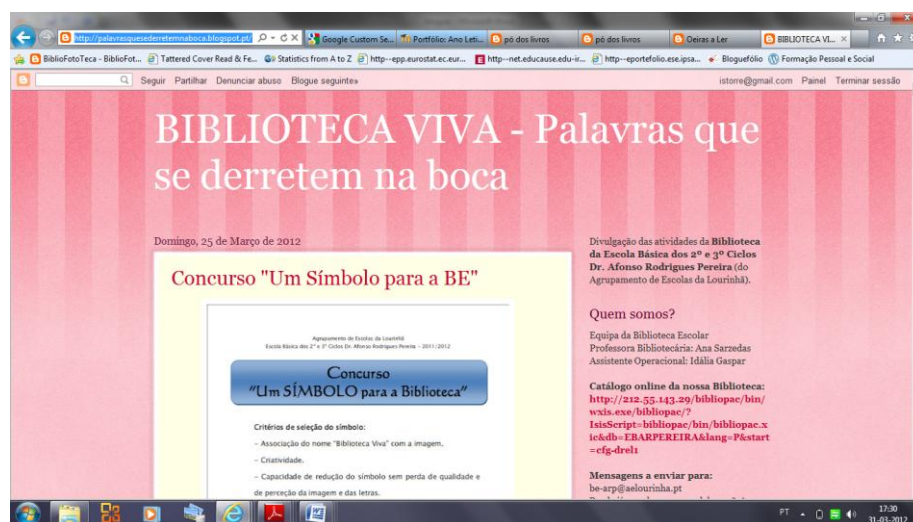 http://palavrasquesederretemnaboca.blogspot.pt/
Google Custom Se...
Portfólio: Ano Leti...
pó dos livros
pó dos livros
Oeiras a Ler
BIBLIOTECA VI...
BiblioFotoTeca - BiblioFot...
Tattered Cover Read & Fe...
Statistics from A to Z
http--epp.eurostat.ec.eur...
http--net.educause.edu-ir...
http--eportefolio.ese.ipsa...
Bloguefólio
Formação Pessoal e Social
Seguir Partilhar Denunciar abuso Blogue seguinte»
istorre@gmail.com Painel Terminar sessão
BIBLIOTECA VIVA - Palavras que
se derretem na boca
Domingo, 25 de Março de 2012
Concurso "Um Símbolo para a BE"
Agrupamento de Escolas da Lourinhã
Escola Básica dos 2º e 3º Ciclos Dr. Afonso Rodrigues Pereira – 2011/2012
Concurso
"Um SÍMBOLO para a Biblioteca"
Critérios de seleção do símbolo:
– Associação do nome "Biblioteca Viva" com a imagem.
– Criatividade.
– Capacidade de redução do símbolo sem perda de qualidade e
de perceção da imagem e das letras.
Divulgação das atividades da Biblioteca
da Escola Básica dos 2º e 3º Ciclos
Dr. Afonso Rodrigues Pereira (do
Agrupamento de Escolas da Lourinhã).
Quem somos?
Equipa da Biblioteca Escolar
Professora Bibliotecária: Ana Sarzedas
Assistente Operacional: Idália Gaspar
Catálogo online da nossa Biblioteca:
http://212.55.143.29/bibliopac/bin/
wxis.exe/bibliopac/?
IsisScript=bibliopac/bin/bibliopac.x
ic&db=EBARPEREIRA&lang=P&start
=cfg-drel1
Mensagens a enviar para:
be-arp@aelourinha.pt
PT
17:30
31-03-2012